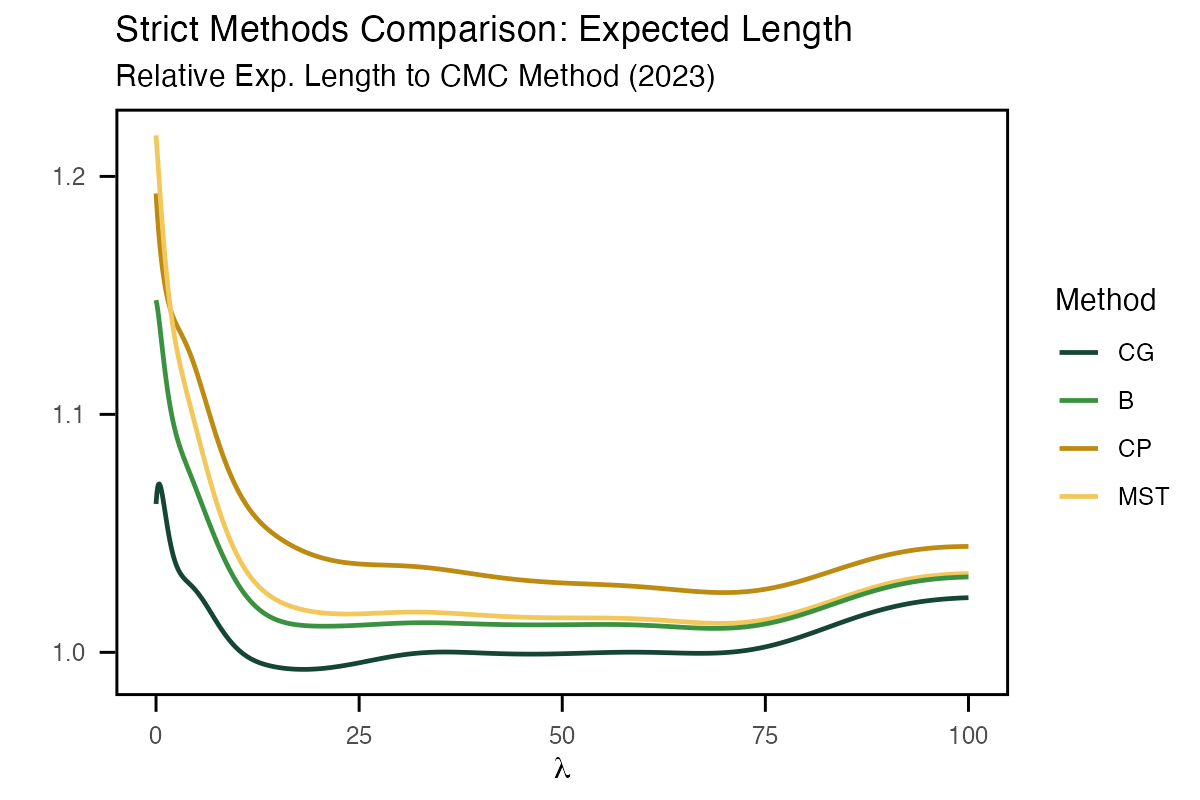 Strict Methods Comparison: Expected Length
Relative Exp. Length to CMC Method (2023)
1.2
1.1
1.0
0 25 50 75 100
λ
Method
CG
B
CP
MST